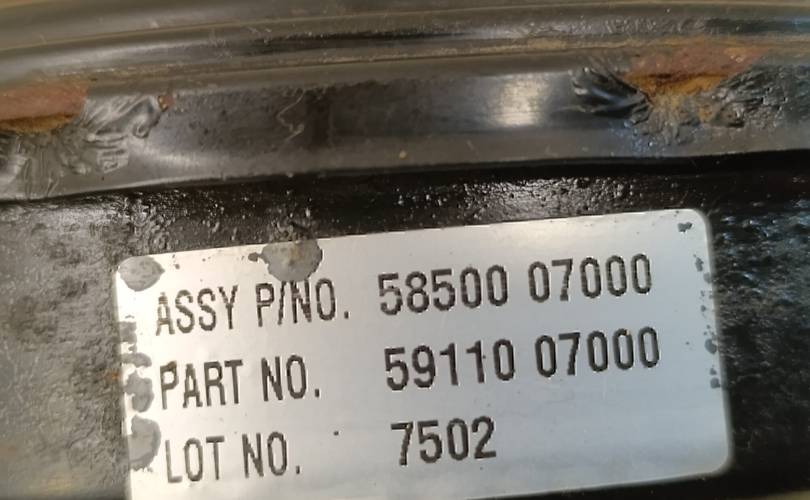 ASSY P/NO. 58500 07000
PART NO. 59110 07000
LOT NO. 7502